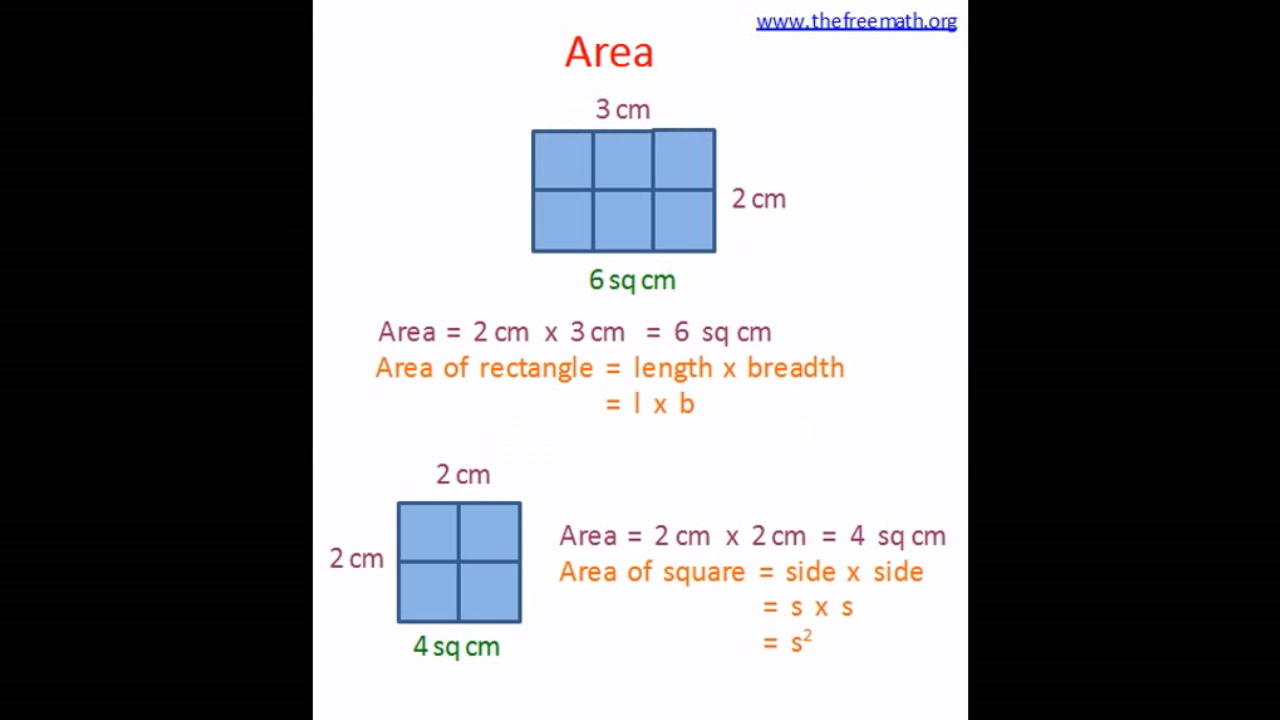 www.thefreemath.org
Area
3 cm
2 cm
6 sq cm
Area = 2 cm x 3 cm = 6 sq cm
Area of rectangle = length x breadth
= l x b
2 cm
2 cm
4 sq cm
Area = 2 cm x 2 cm = 4 sq cm
Area of square = side x side
= s x s
= s²